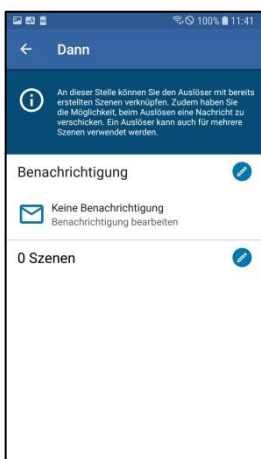 100% 11:41
Dann
An dieser Stelle können Sie den Auslöser mit bereits
erstellten Szenen verknüpfen. Zudem haben Sie
die Möglichkeit, beim Auslösen eine Nachricht zu
verschicken. Ein Auslöser kann auch für mehrere
Szenen verwendet werden.
Benachrichtigung
Keine Benachrichtigung
Benachrichtigung bearbeiten
0 Szenen